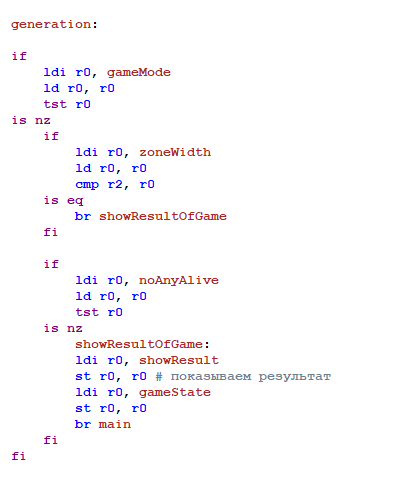 generation:
if
ldi r0, gameMode
ld r0, r0
tst r0
is nz
if
ldi r0, zoneWidth
ld r0, r0
cmp r2, r0
is eq
br showResultOfGame
fi
if
ldi r0, noAnyAlive
ld r0, r0
tst r0
is nz
showResultOfGame:
ldi r0, showResult
st r0, r0 # показываем результат
ldi r0, gameState
st r0, r0
br main
fi
fi